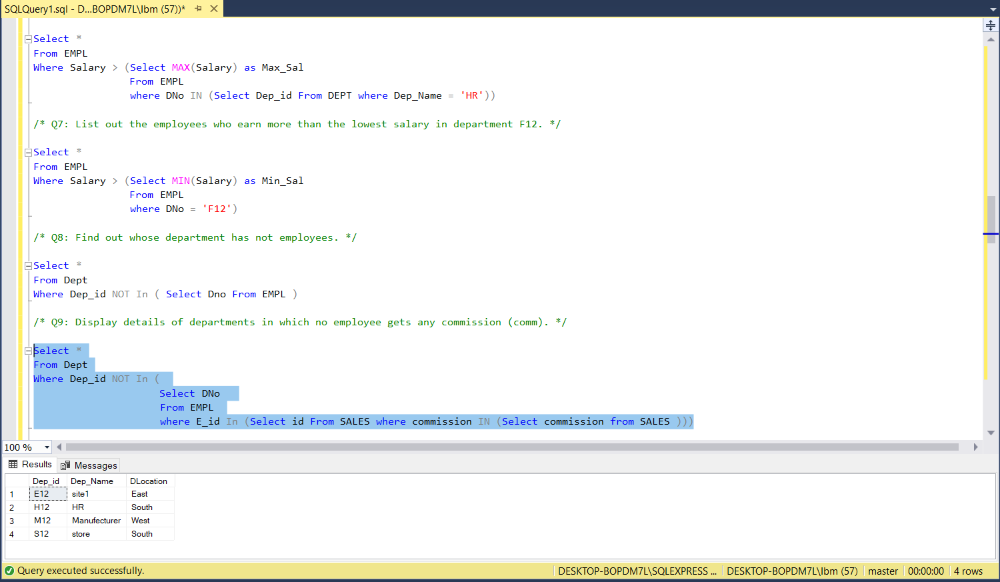 SQLQuery1.sql - D...BOPDM7L\Ibm (57))*
Select *
From EMPL
Where Salary > (Select MAX(Salary) as Max_Sal
From EMPL
where DNo IN (Select Dep_id From DEPT where Dep_Name = 'HR'))
/* Q7: List out the employees who earn more than the lowest salary in department F12. */
Select *
From EMPL
Where Salary > (Select MIN(Salary) as Min_Sal
From EMPL
where DNo = 'F12')
/* Q8: Find out whose department has not employees. */
Select *
From Dept
Where Dep_id NOT In ( Select Dno From EMPL )
/* Q9: Display details of departments in which no employee gets any commission (comm). */
Select *
From Dept
Where Dep_id NOT In (
Select DNo
From EMPL
where E_id In (Select id From SALES where commission IN (Select commission from SALES )))
100 %
Results Messages
Dep_id Dep_Name DLocation
1 E12 site1 East
2 H12 HR South
3 M12 Manufecturer West
4 S12 store South
Query executed successfully. DESKTOP-BOPDM7L\SQLEXPRESS ... DESKTOP-BOPDM7L\Ibm (57) master 00:00:00 4 rows